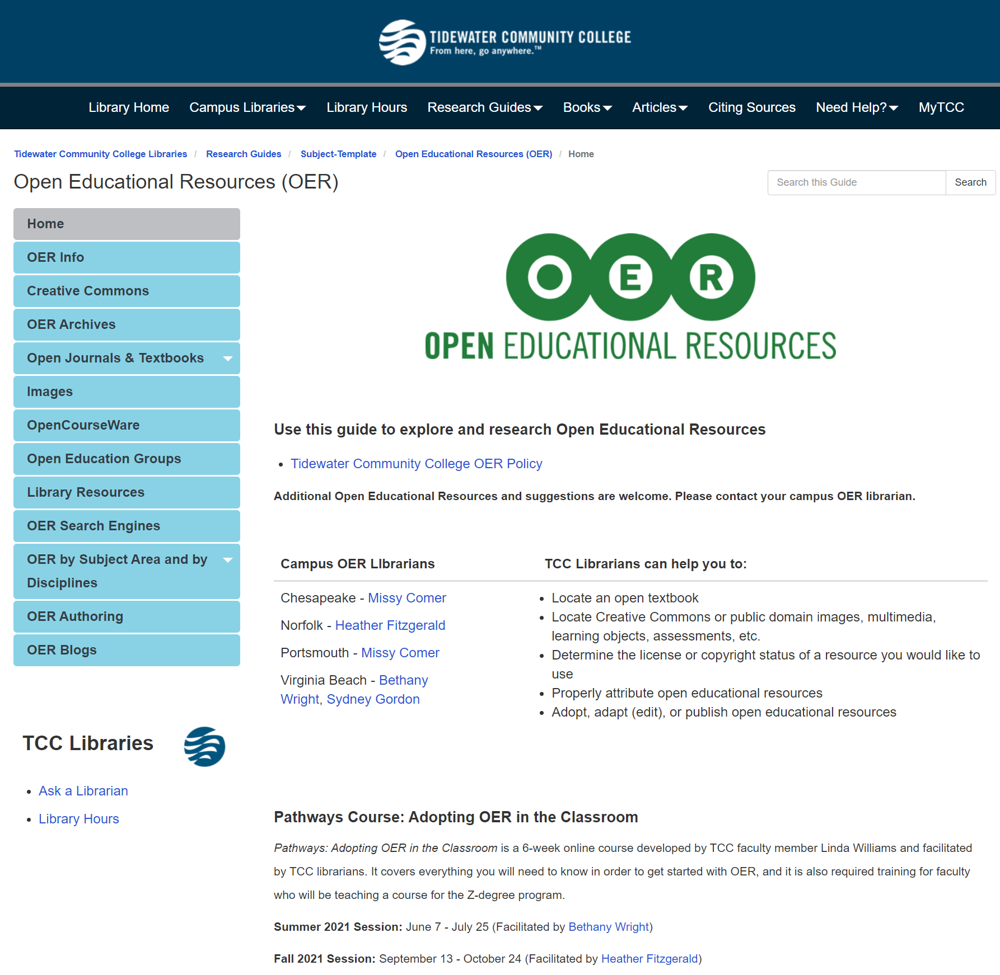 TIDEWATER COMMUNITY COLLEGE
From here, go anywhere.™
Library Home Campus Libraries Library Hours Research Guides Books Articles Citing Sources Need Help? MyTCC
Tidewater Community College Libraries / Research Guides / Subject-Template / Open Educational Resources (OER) / Home
Open Educational Resources (OER)
Search this Guide Search
Home
OER Info
Creative Commons
OER Archives
Open Journals & Textbooks
Images
OpenCourseWare
Open Education Groups
Library Resources
OER Search Engines
OER by Subject Area and by
Disciplines
OER Authoring
OER Blogs
TCC Libraries
• Ask a Librarian
• Library Hours
OER
OPEN EDUCATIONAL RESOURCES
Use this guide to explore and research Open Educational Resources
• Tidewater Community College OER Policy
Additional Open Educational Resources and suggestions are welcome. Please contact your campus OER librarian.
Campus OER LIbrarians
Chesapeake - Missy Comer
Norfolk - Heather Fitzgerald
Portsmouth - Missy Comer
Virginia Beach - Bethany
Wright, Sydney Gordon
TCC Librarians can help you to:
• Locate an open textbook
• Locate Creative Commons or public domain images, multimedia,
learning objects, assessments, etc.
• Determine the license or copyright status of a resource you would like to
use
• Properly attribute open educational resources
• Adopt, adapt (edit), or publish open educational resources
Pathways Course: Adopting OER in the Classroom
Pathways: Adopting OER in the Classroom is a 6-week online course developed by TCC faculty member Linda Williams and facilitated
by TCC librarians. It covers everything you will need to know in order to get started with OER, and it is also required training for faculty
who will be teaching a course for the Z-degree program.
Summer 2021 Session: June 7 - July 25 (Facilitated by Bethany Wright)
Fall 2021 Session: September 13 - October 24 (Facilitated by Heather Fitzgerald)